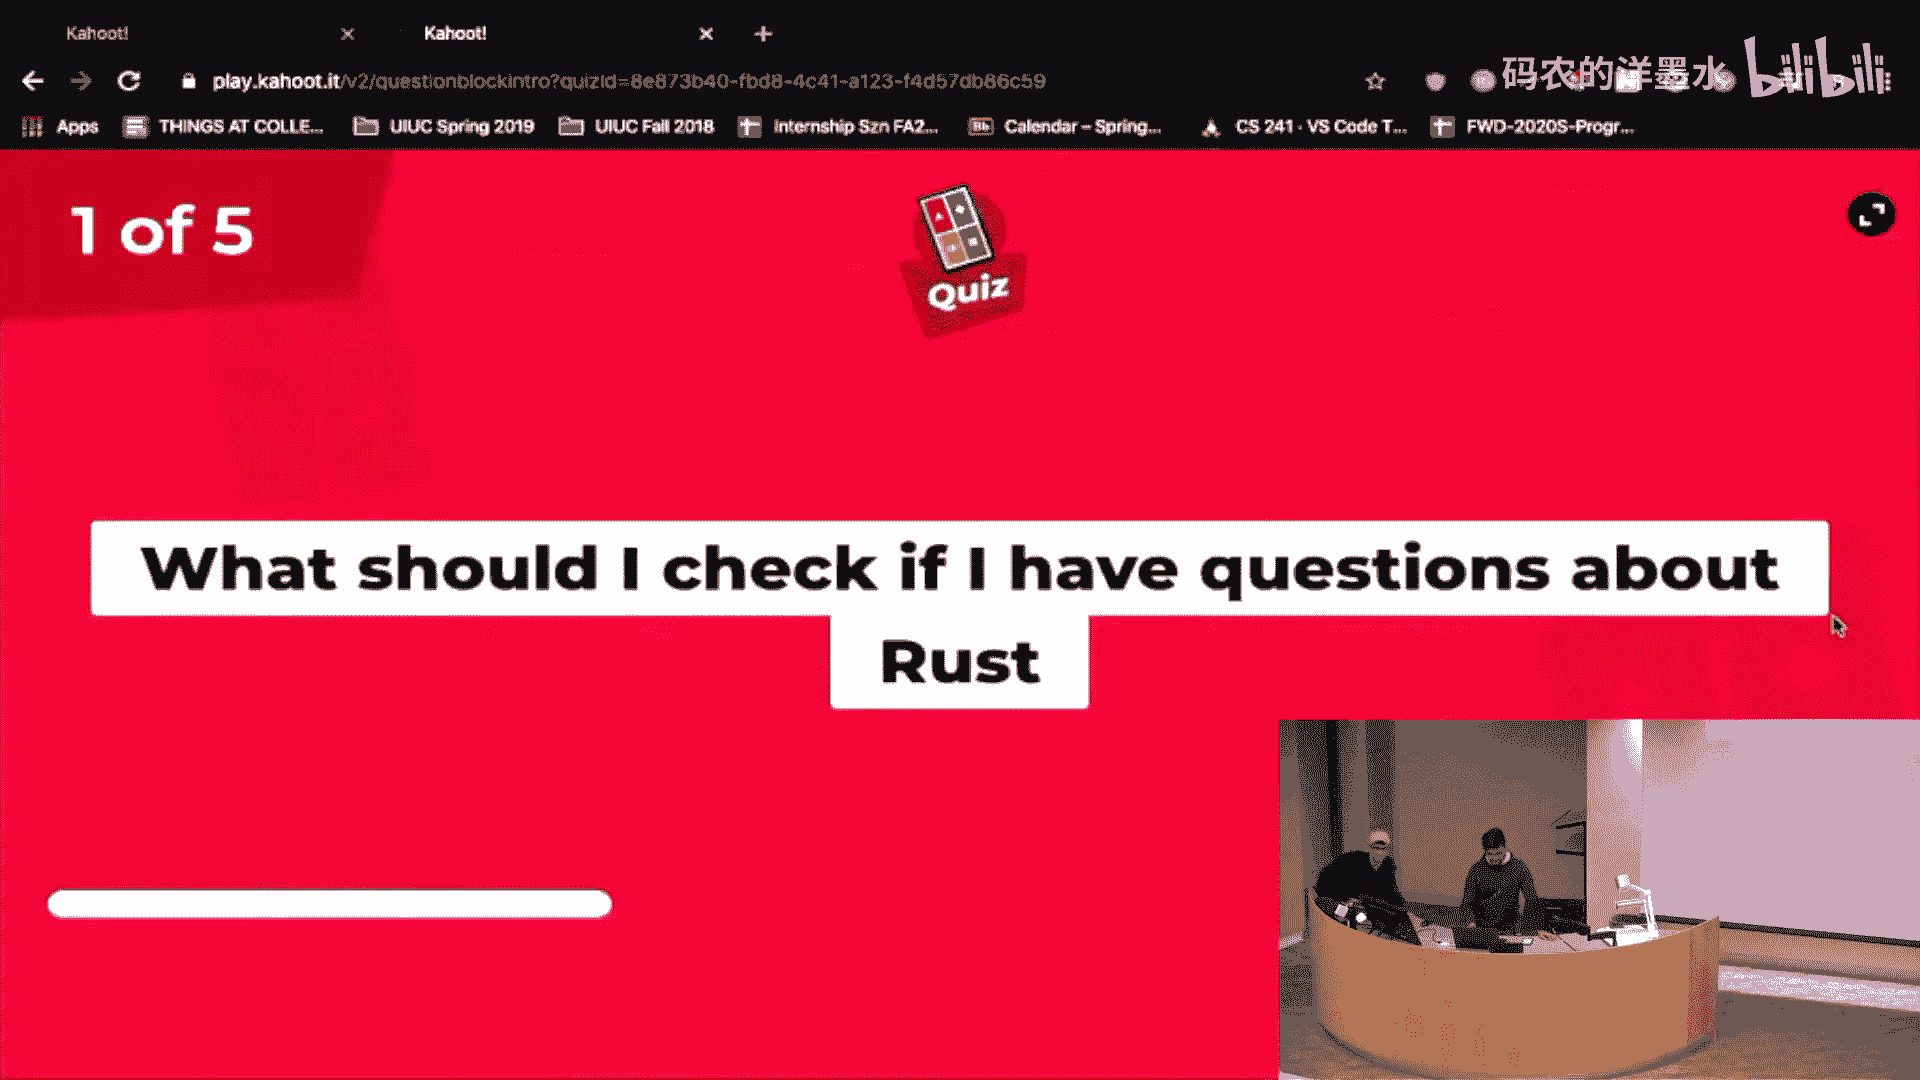 Kahoot!
Kahoot!
play.kahoot.it/v2/questionblockintro?quizId=8e873b40-fbd8-4c41-a123-f4d57db86c59
码农的洋墨水 bilibili
Apps
THINGS AT COLLE...
UIUC Spring 2019
UIUC Fall 2018
Internship Szn FA2...
Bb
Calendar – Spring...
CS 241 · VS Code T...
FWD-2020S-Progr...
1 of 5
Quiz
What should I check if I have questions about
Rust